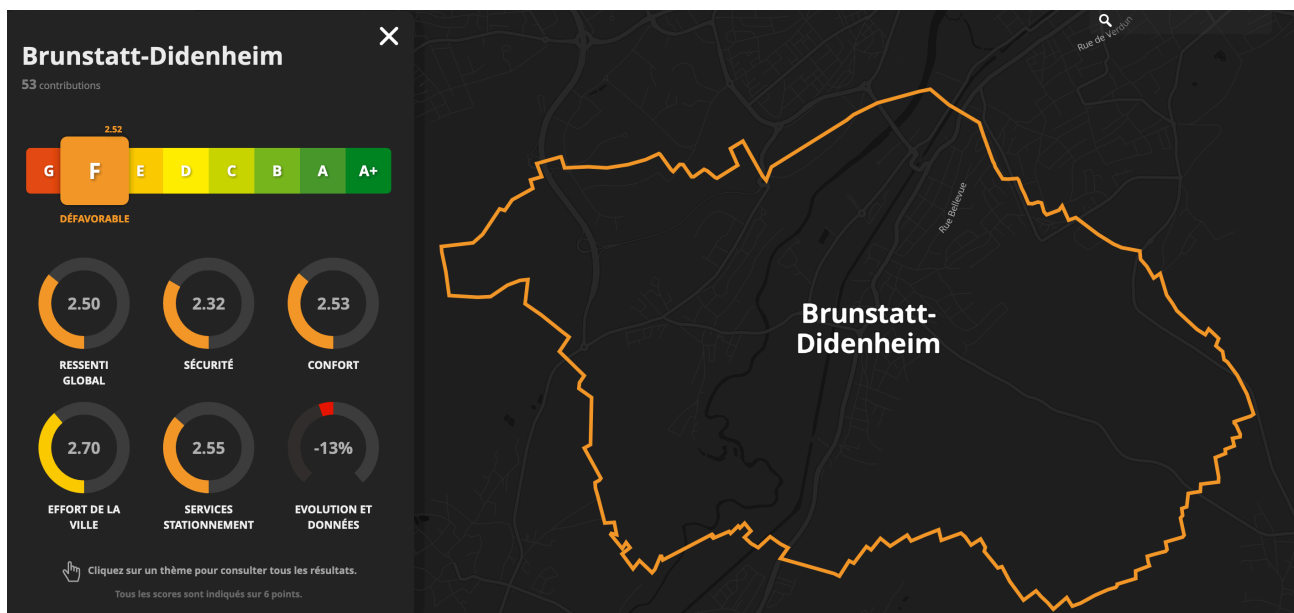 Brunstatt-Didenheim
53 contributions
2.52
G F E D C B A A+
DÉFAVORABLE
2.50 2.32 2.53
RESSENTI
GLOBAL
SÉCURITÉ
CONFORT
2.70 2.55 -13%
EFFORT DE LA
VILLE
SERVICES
STATIONNEMENT
EVOLUTION ET
DONNÉES
Cliquez sur un thème pour consulter tous les résultats.
Tous les scores sont indiqués sur 6 points.
Rue de Verdun
Rue Bellevue
Brunstatt-
Didenheim